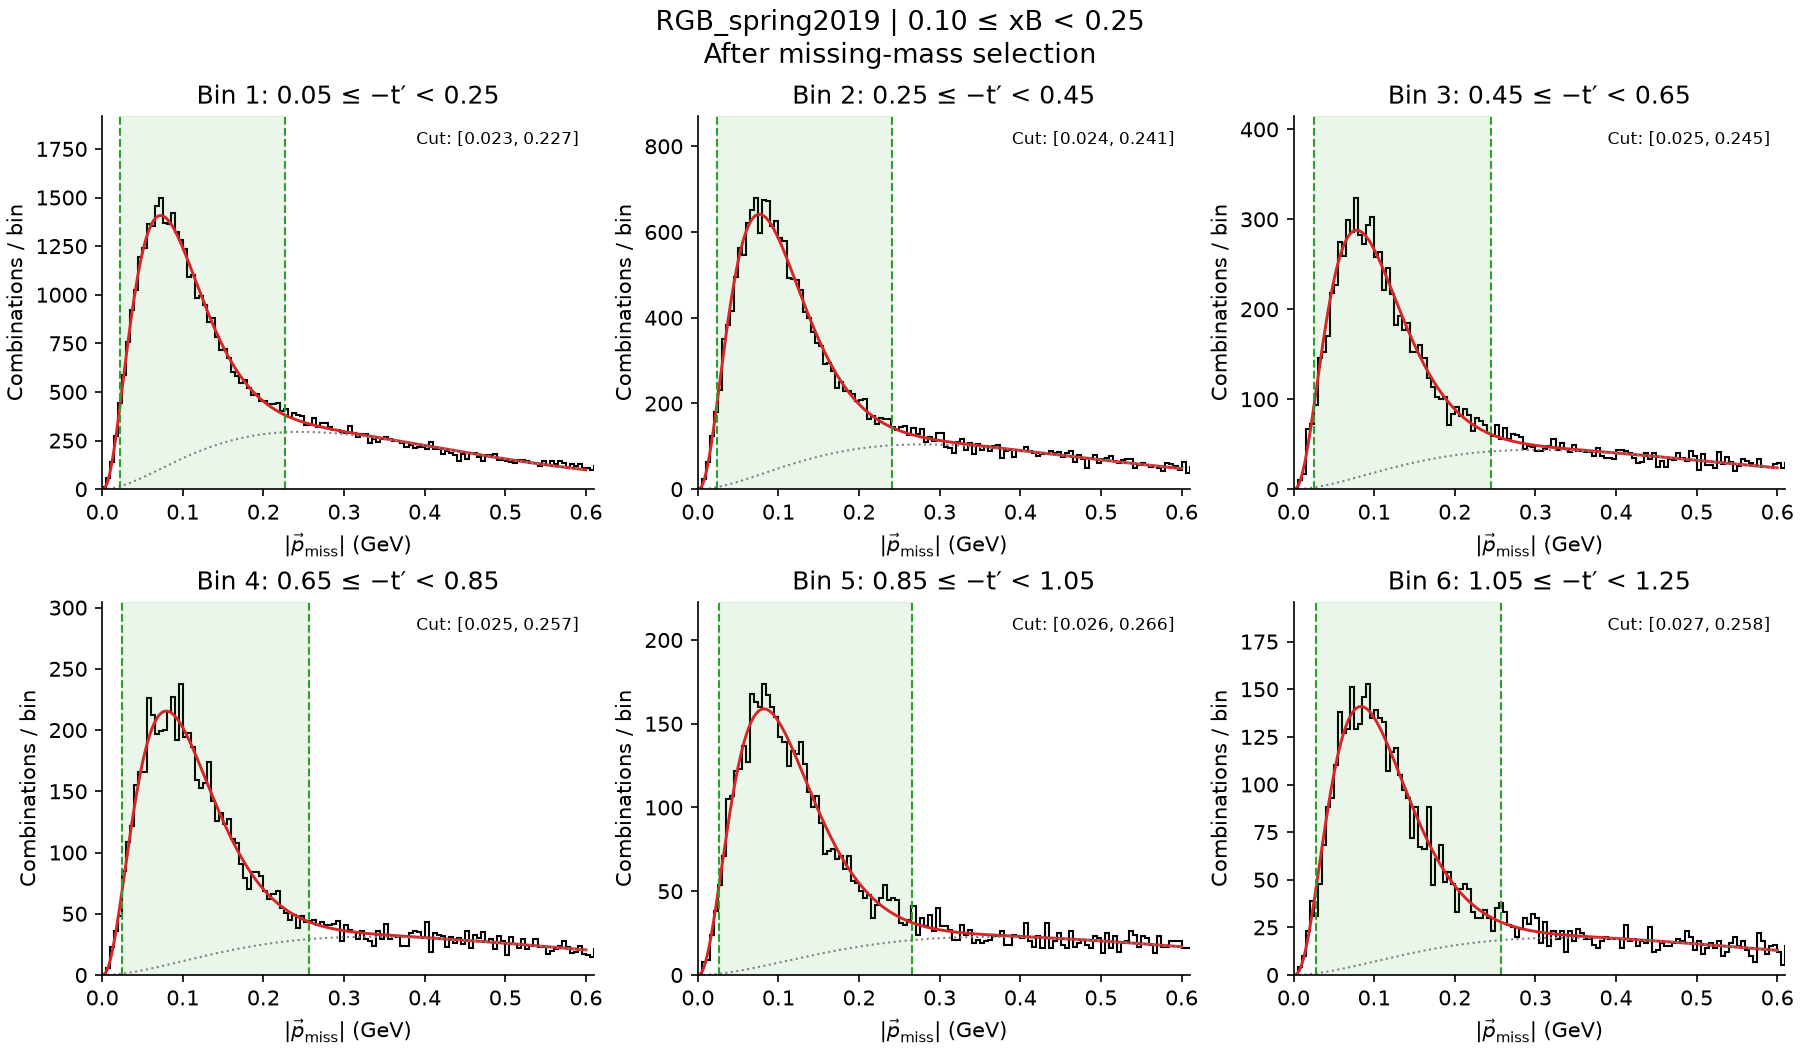 RGB_spring2019 | 0.10 ≤ xB < 0.25
After missing-mass selection
Bin 1: 0.05 ≤ −t′ < 0.25
Cut: [0.023, 0.227]
Combinations / bin
1750
1500
1250
1000
750
500
250
0
0.0 0.1 0.2 0.3 0.4 0.5 0.6
|p⃗miss| (GeV)
Bin 2: 0.25 ≤ −t′ < 0.45
Cut: [0.024, 0.241]
Combinations / bin
800
600
400
200
0
0.0 0.1 0.2 0.3 0.4 0.5 0.6
|p⃗miss| (GeV)
Bin 3: 0.45 ≤ −t′ < 0.65
Cut: [0.025, 0.245]
Combinations / bin
400
300
200
100
0
0.0 0.1 0.2 0.3 0.4 0.5 0.6
|p⃗miss| (GeV)
Bin 4: 0.65 ≤ −t′ < 0.85
Cut: [0.025, 0.257]
Combinations / bin
300
250
200
150
100
50
0
0.0 0.1 0.2 0.3 0.4 0.5 0.6
|p⃗miss| (GeV)
Bin 5: 0.85 ≤ −t′ < 1.05
Cut: [0.026, 0.266]
Combinations / bin
200
150
100
50
0
0.0 0.1 0.2 0.3 0.4 0.5 0.6
|p⃗miss| (GeV)
Bin 6: 1.05 ≤ −t′ < 1.25
Cut: [0.027, 0.258]
Combinations / bin
175
150
125
100
75
50
25
0
0.0 0.1 0.2 0.3 0.4 0.5 0.6
|p⃗miss| (GeV)